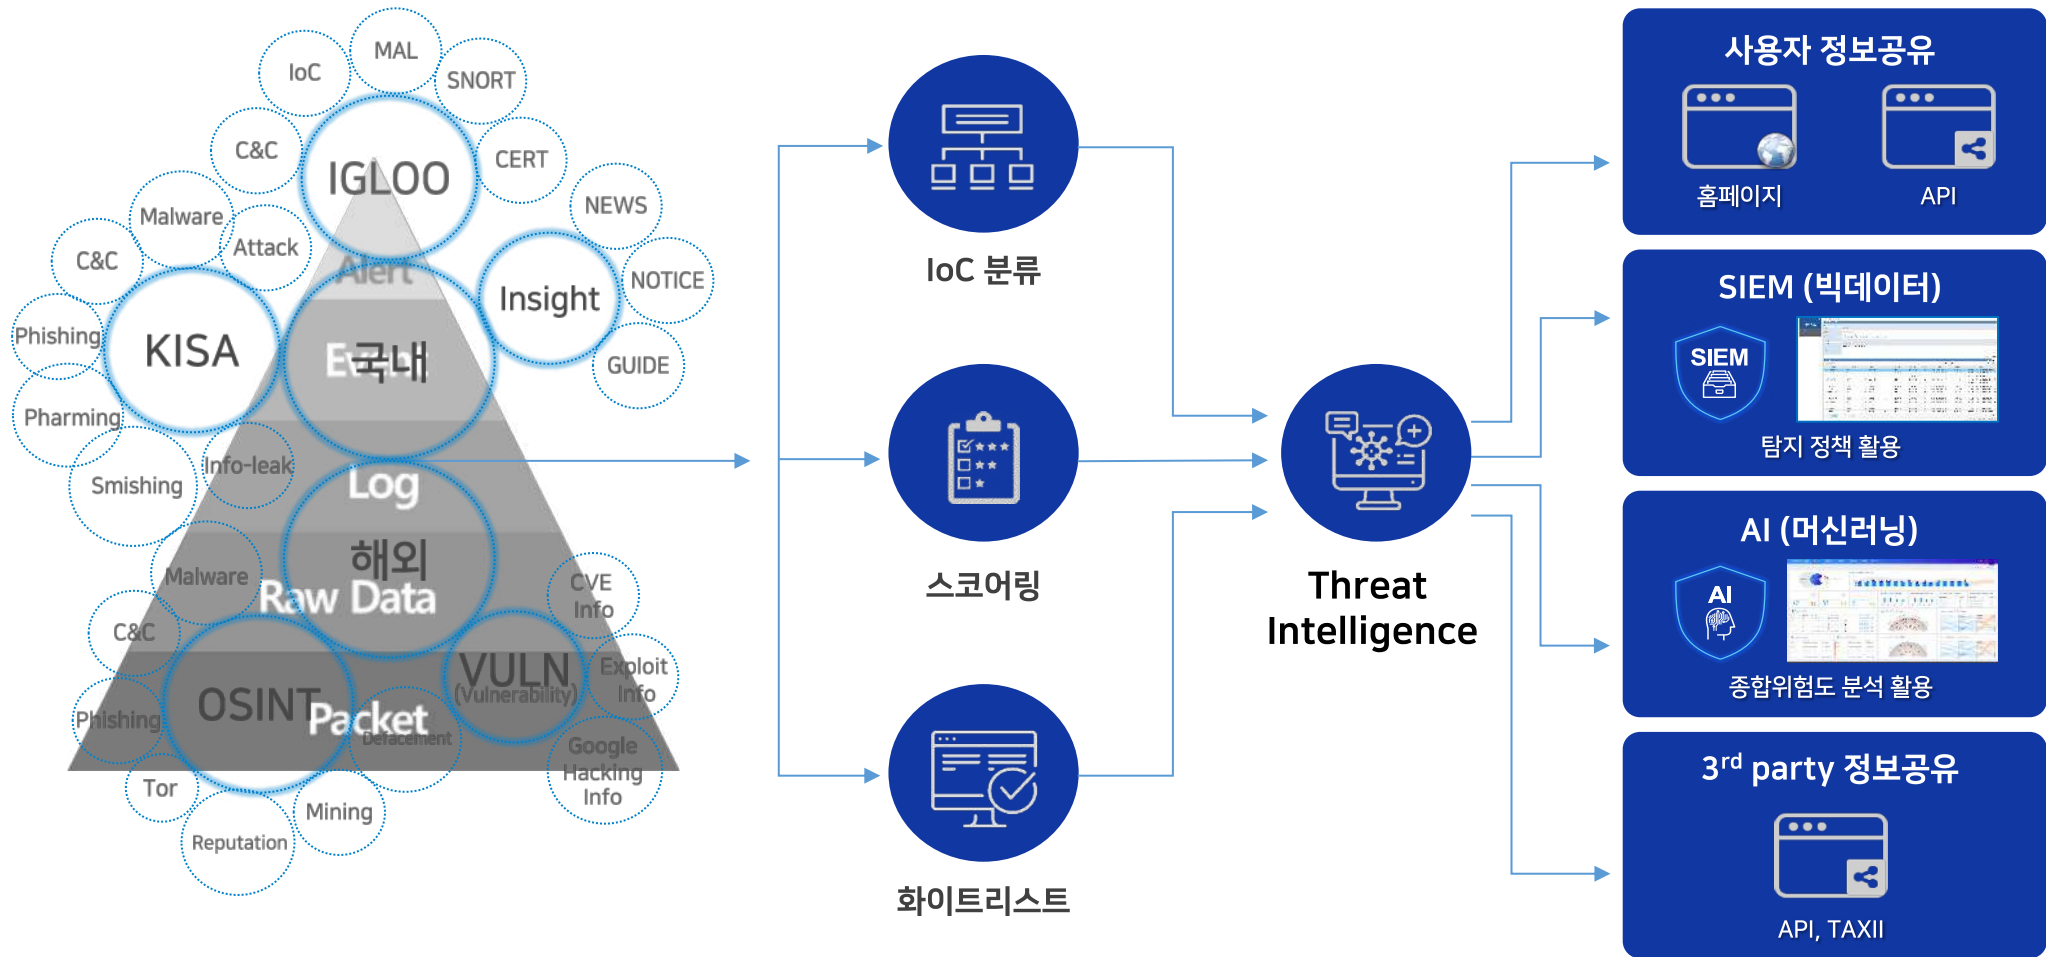 MAL
IoC
SNORT
C&C
CERT
IGLOO
Malware
Attack
NEWS
C&C
Alert
Insight
NOTICE
Phishing
KISA
Event
국내
GUIDE
Pharming
Info-leak
Smishing
Log
해외
Malware
Raw Data
CVE
Info
C&C
VULN
(Vulnerability)
Exploit
Info
OSINT
Phishing
Packet
Defacement
Google
Hacking
Info
Tor
Mining
Reputation
IoC 분류
스코어링
화이트리스트
Threat
Intelligence
사용자 정보공유
홈페이지
API
SIEM (빅데이터)
SIEM
탐지 정책 활용
AI (머신러닝)
AI
종합위험도 분석 활용
3rd party 정보공유
API, TAXII